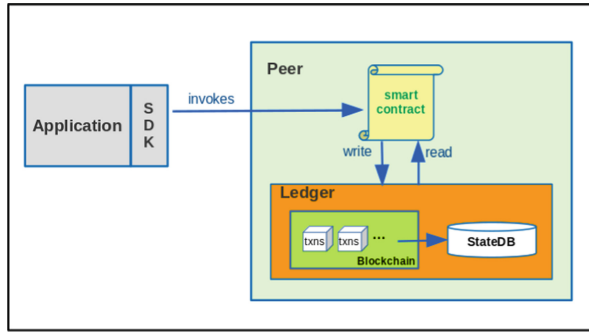 Peer
smart
contract
invokes
Application
S
D
K
write
read
Ledger
txns
txns
...
StateDB
Blockchain